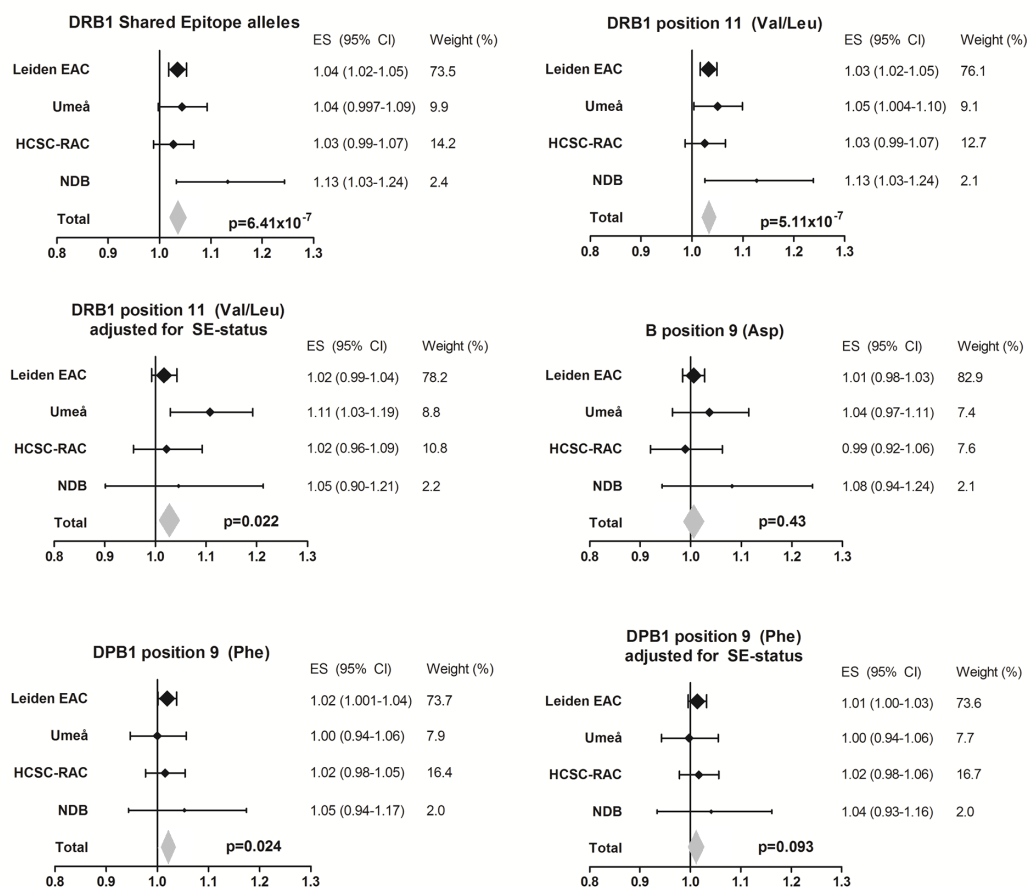 DRB1 Shared Epitope alleles
ES (95% CI) Weight (%)
Leiden EAC 1.04 (1.02-1.05) 73.5
Umeå 1.04 (0.997-1.09) 9.9
HCSC-RAC 1.03 (0.99-1.07) 14.2
NDB 1.13 (1.03-1.24) 2.4
Total p=6.41x10-7
0.8 0.9 1.0 1.1 1.2 1.3
DRB1 position 11 (Val/Leu)
ES (95% CI) Weight (%)
Leiden EAC 1.03 (1.02-1.05) 76.1
Umeå 1.05 (1.004-1.10) 9.1
HCSC-RAC 1.03 (0.99-1.07) 12.7
NDB 1.13 (1.03-1.24) 2.1
Total p=5.11x10-7
0.8 0.9 1.0 1.1 1.2 1.3
DRB1 position 11 (Val/Leu)
adjusted for SE-status
ES (95% CI) Weight (%)
Leiden EAC 1.02 (0.99-1.04) 78.2
Umeå 1.11 (1.03-1.19) 8.8
HCSC-RAC 1.02 (0.96-1.09) 10.8
NDB 1.05 (0.90-1.21) 2.2
Total p=0.022
0.8 0.9 1.0 1.1 1.2 1.3
B position 9 (Asp)
ES (95% CI) Weight (%)
Leiden EAC 1.01 (0.98-1.03) 82.9
Umeå 1.04 (0.97-1.11) 7.4
HCSC-RAC 0.99 (0.92-1.06) 7.6
NDB 1.08 (0.94-1.24) 2.1
Total p=0.43
0.8 0.9 1.0 1.1 1.2 1.3
DPB1 position 9 (Phe)
ES (95% CI) Weight (%)
Leiden EAC 1.02 (1.001-1.04) 73.7
Umeå 1.00 (0.94-1.06) 7.9
HCSC-RAC 1.02 (0.98-1.05) 16.4
NDB 1.05 (0.94-1.17) 2.0
Total p=0.024
0.8 0.9 1.0 1.1 1.2 1.3
DPB1 position 9 (Phe)
adjusted for SE-status
ES (95% CI) Weight (%)
Leiden EAC 1.01 (1.00-1.03) 73.6
Umeå 1.00 (0.94-1.06) 7.7
HCSC-RAC 1.02 (0.98-1.06) 16.7
NDB 1.04 (0.93-1.16) 2.0
Total p=0.093
0.8 0.9 1.0 1.1 1.2 1.3